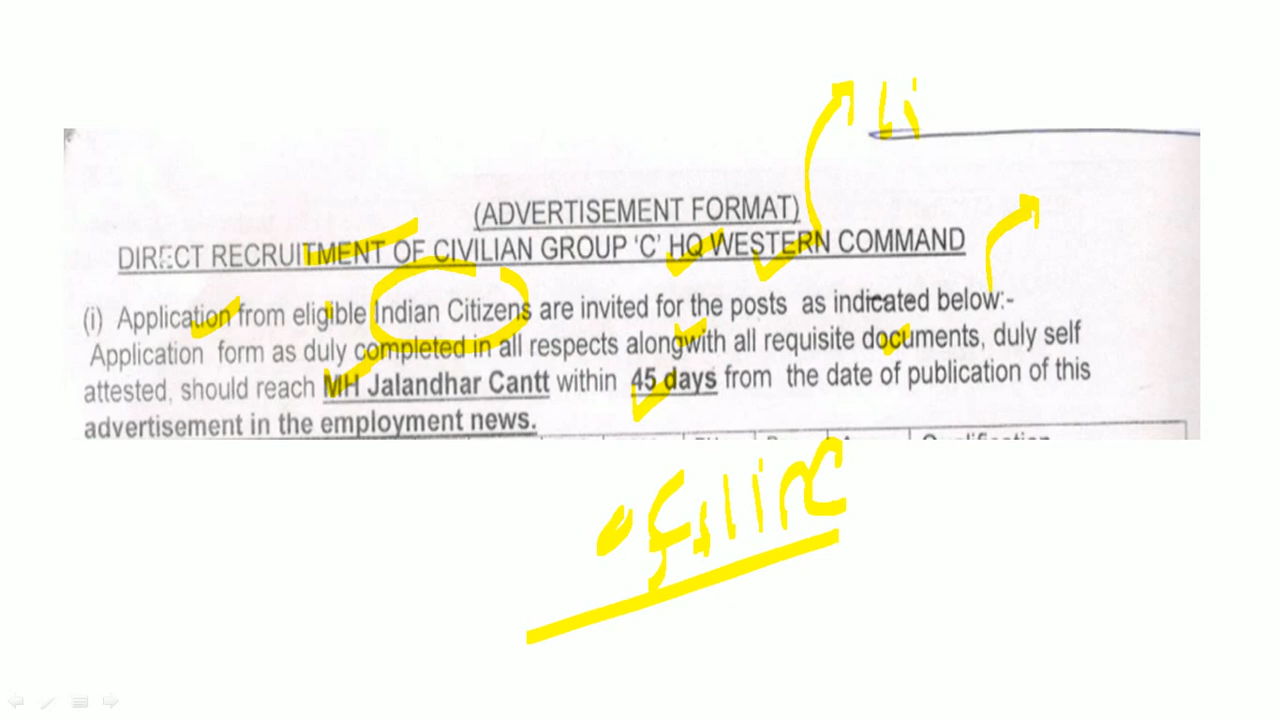 (ADVERTISEMENT FORMAT)
DIRECT RECRUITMENT OF CIVILIAN GROUP 'C' HQ WESTERN COMMAND
(i) Application from eligible Indian Citizens are invited for the posts as indicated below:-
Application form as duly completed in all respects alongwith all requisite documents, duly self
attested, should reach MH Jalandhar Cantt within 45 days from the date of publication of this
advertisement in the employment news.
Qualification